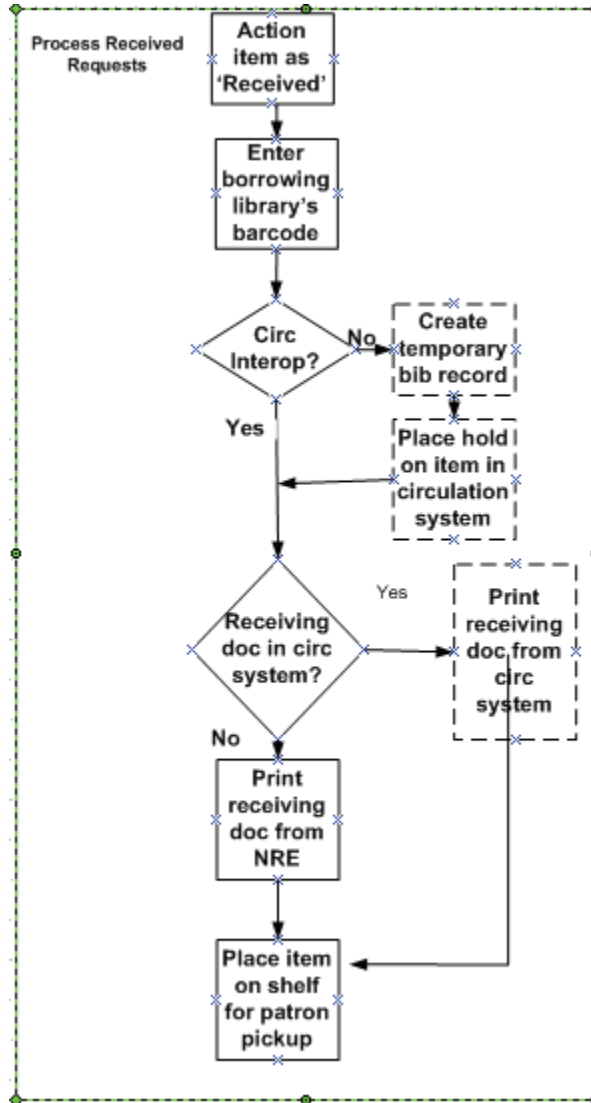 Process Received
Requests
Action
item as
‘Received’
Enter
borrowing
library’s
barcode
Circ
Interop?
No
Create
temporary
bib record
Yes
Place hold
on item in
circulation
system
Receiving
doc in circ
system?
Yes
Print
receiving
doc from
circ
system
No
Print
receiving
doc from
NRE
Place item
on shelf
for patron
pickup